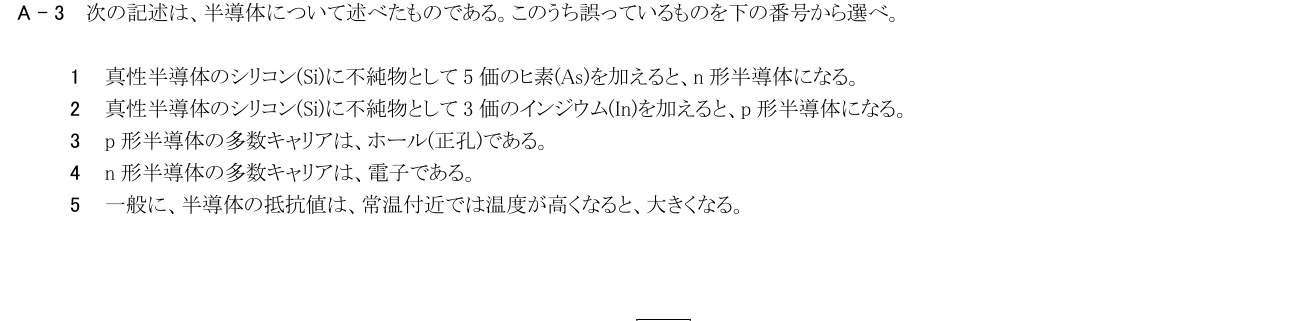 A－3 次の記述は、半導体について述べたものである。このうち誤っているものを下の番号から選べ。
1 真性半導体のシリコン(Si)に不純物として 5 価のヒ素(As)を加えると、n 形半導体になる。
2 真性半導体のシリコン(Si)に不純物として 3 価のインジウム(In)を加えると、p 形半導体になる。
3 p 形半導体の多数キャリアは、ホール(正孔)である。
4 n 形半導体の多数キャリアは、電子である。
5 一般に、半導体の抵抗値は、常温付近では温度が高くなると、大きくなる。